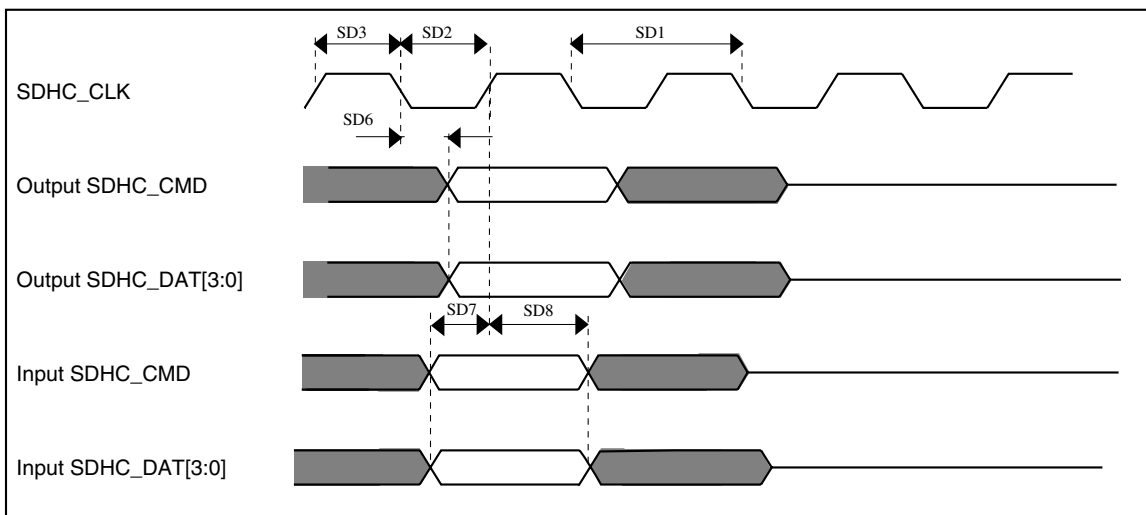 SD3 SD2 SD1
SDHC_CLK
SD6
Output SDHC_CMD
Output SDHC_DAT[3:0]
SD7 SD8
Input SDHC_CMD
Input SDHC_DAT[3:0]